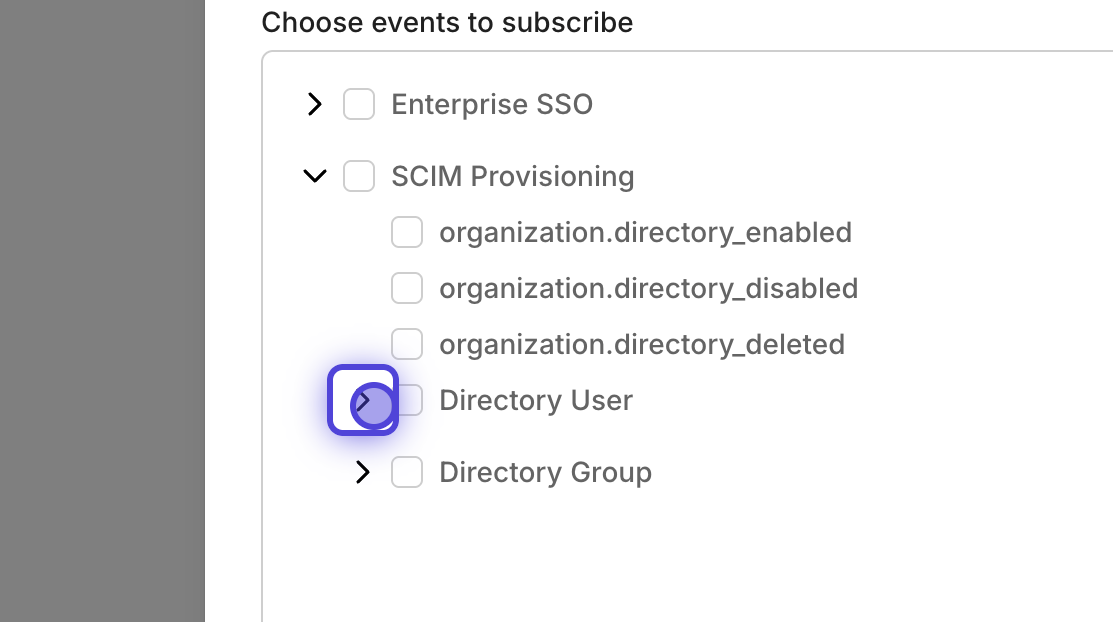 Choose events to subscribe
Enterprise SSO
SCIM Provisioning
organization.directory_enabled
organization.directory_disabled
organization.directory_deleted
Directory User
Directory Group